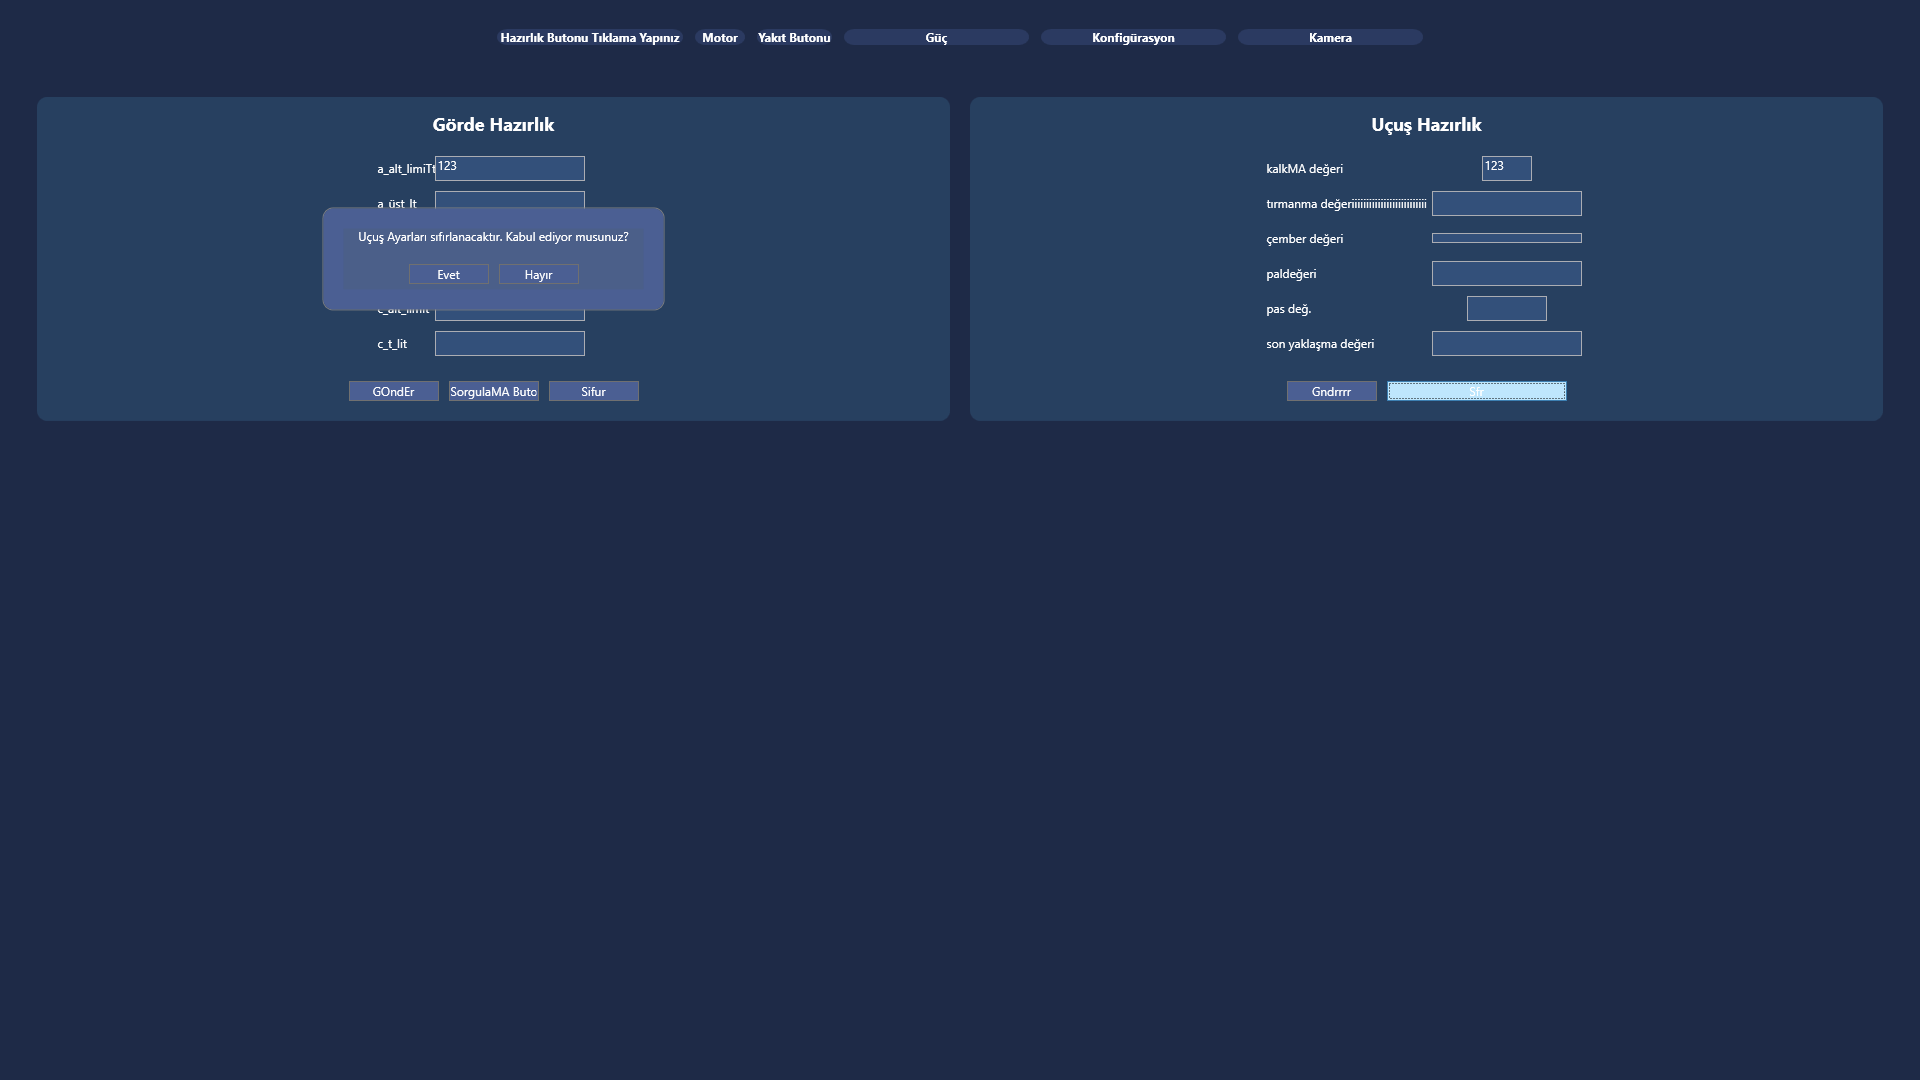 Hazırlık Butonu Tıklama Yapınız Motor Yakıt Butonu Güç Konfigürasyon Kamera
Görde Hazırlık
a_alt_limiTt 123
a_üst_lt
Uçuş Ayarları sıfırlanacaktır. Kabul ediyor musunuz?
Evet Hayır
c_alt_limit
c_t_lit
GOndEr SorgulaMA Buto Sifur
Uçuş Hazırlık
kalkMA değeri 123
tırmanma değeriiiiiiiiiiiiiiiiiiiiiiiiii
çember değeri
paldeğeri
pas değ.
son yaklaşma değeri
Gndrrrr Sfr